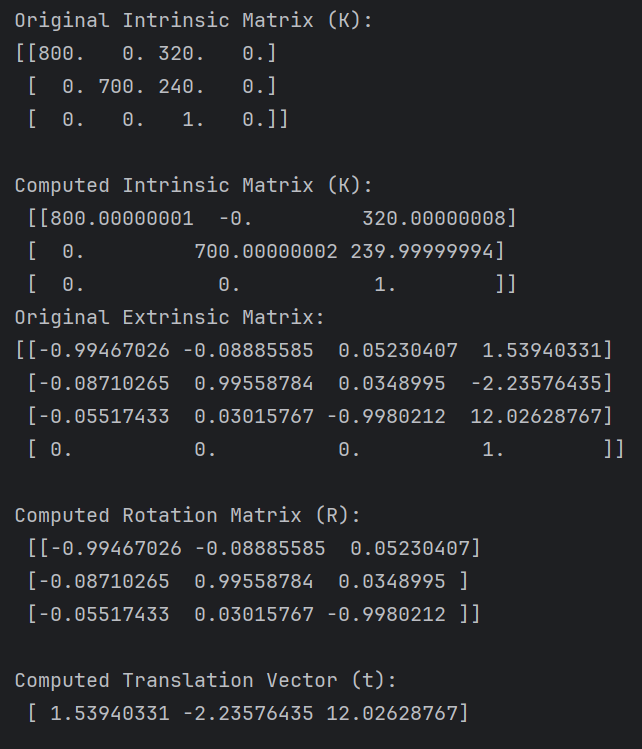 Original Intrinsic Matrix (K):
[[800.   0. 320.   0.]
 [  0. 700. 240.   0.]
 [  0.   0.   1.   0.]]

Computed Intrinsic Matrix (K):
 [[800.00000001  -0.         320.00000008]
 [  0.         700.00000002 239.99999994]
 [  0.           0.           1.        ]]
Original Extrinsic Matrix:
[[-0.99467026 -0.08885585  0.05230407  1.53940331]
 [-0.08710265  0.99558784  0.0348995  -2.23576435]
 [-0.05517433  0.03015767 -0.9980212  12.02628767]
 [ 0.          0.          0.          1.        ]]

Computed Rotation Matrix (R):
 [[-0.99467026 -0.08885585  0.05230407]
 [-0.08710265  0.99558784  0.0348995 ]
 [-0.05517433  0.03015767 -0.9980212 ]]

Computed Translation Vector (t):
 [ 1.53940331 -2.23576435 12.02628767]